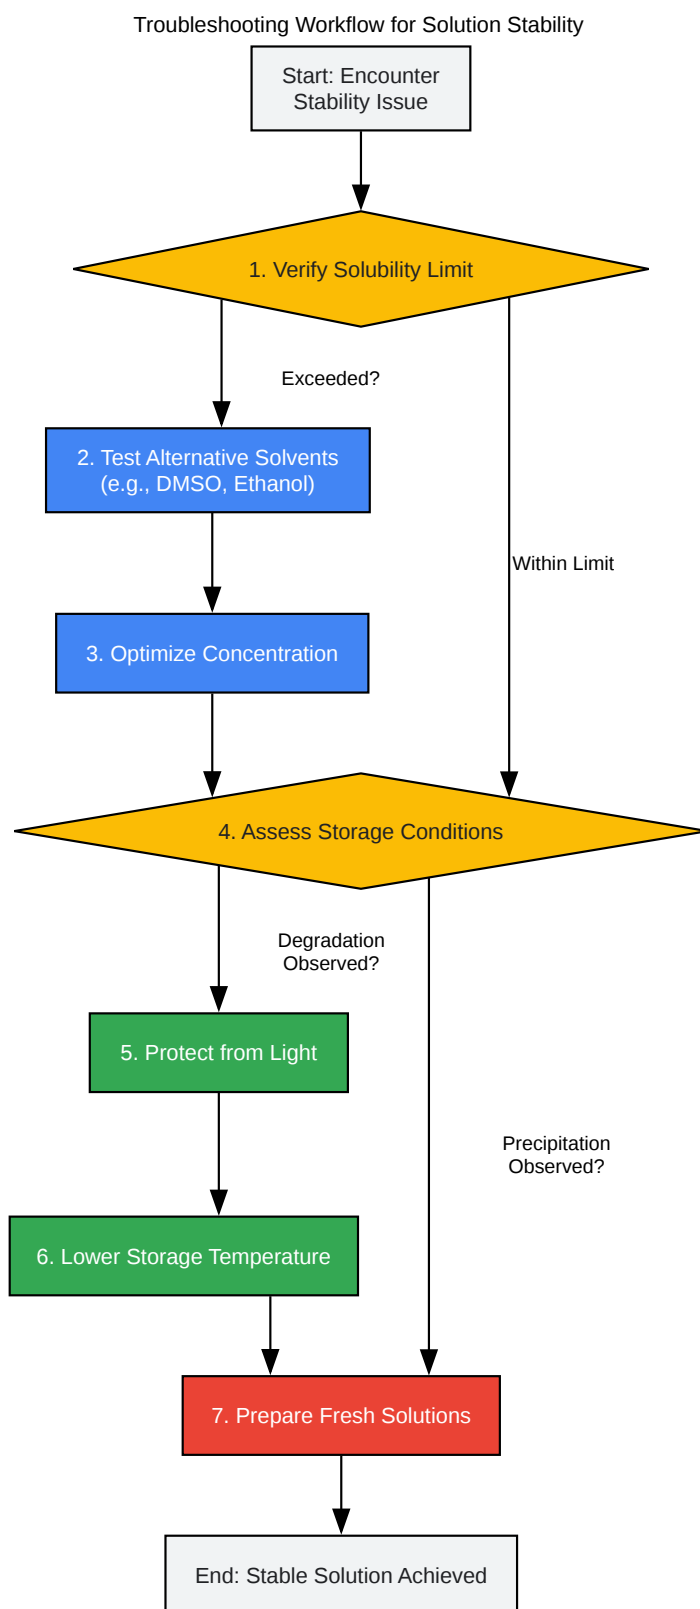 Troubleshooting Workflow for Solution Stability
Start: Encounter
Stability Issue
1. Verify Solubility Limit
Exceeded?
2. Test Alternative Solvents
(e.g., DMSO, Ethanol)
Within Limit
3. Optimize Concentration
4. Assess Storage Conditions
Degradation
Observed?
5. Protect from Light
Precipitation
Observed?
6. Lower Storage Temperature
7. Prepare Fresh Solutions
End: Stable Solution Achieved